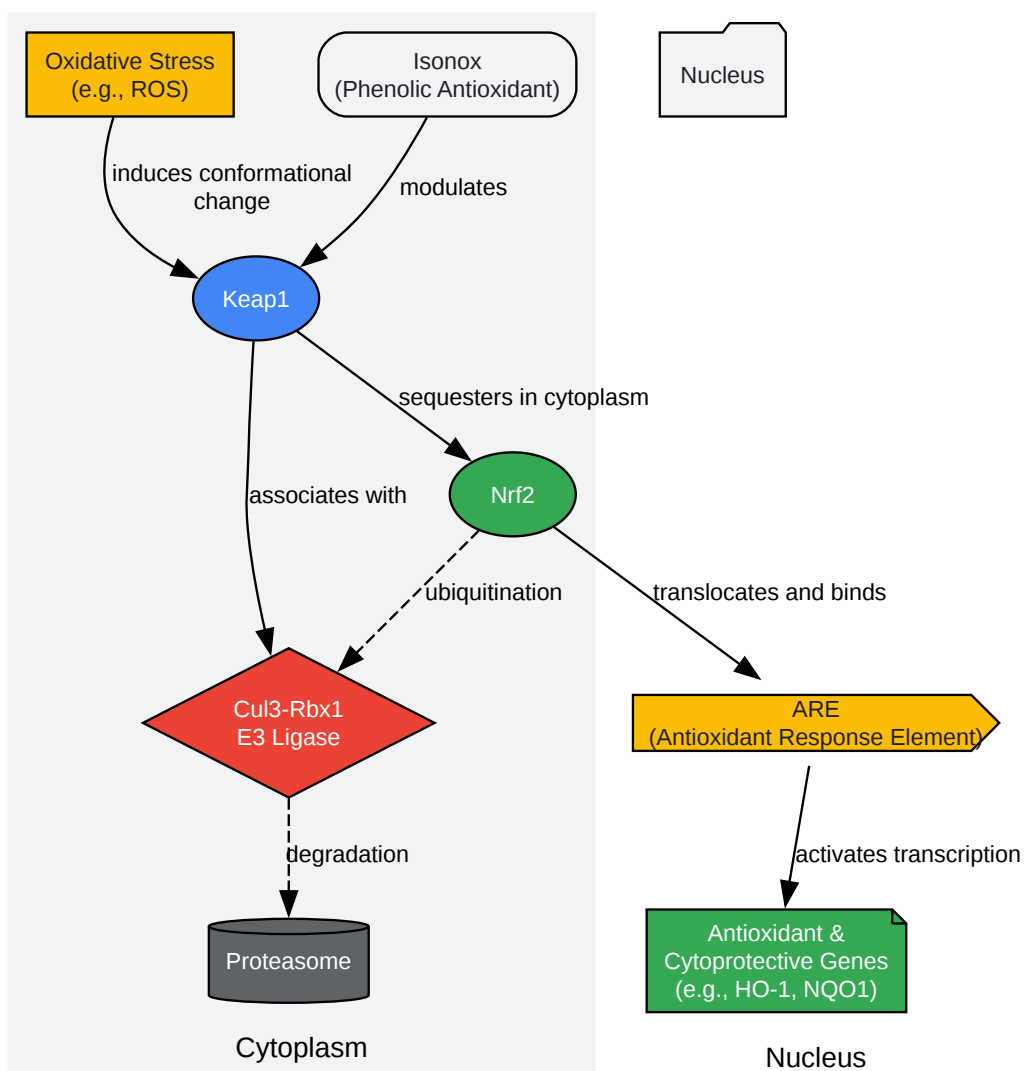 Oxidative Stress
(e.g., ROS)
Isonox
(Phenolic Antioxidant)
Nucleus
induces conformational
change
modulates
Keap1
sequesters in cytoplasm
associates with
Nrf2
ubiquitination
translocates and binds
Cul3-Rbx1
E3 Ligase
ARE
(Antioxidant Response Element)
degradation
activates transcription
Proteasome
Antioxidant &
Cytoprotective Genes
(e.g., HO-1, NQO1)
Cytoplasm
Nucleus